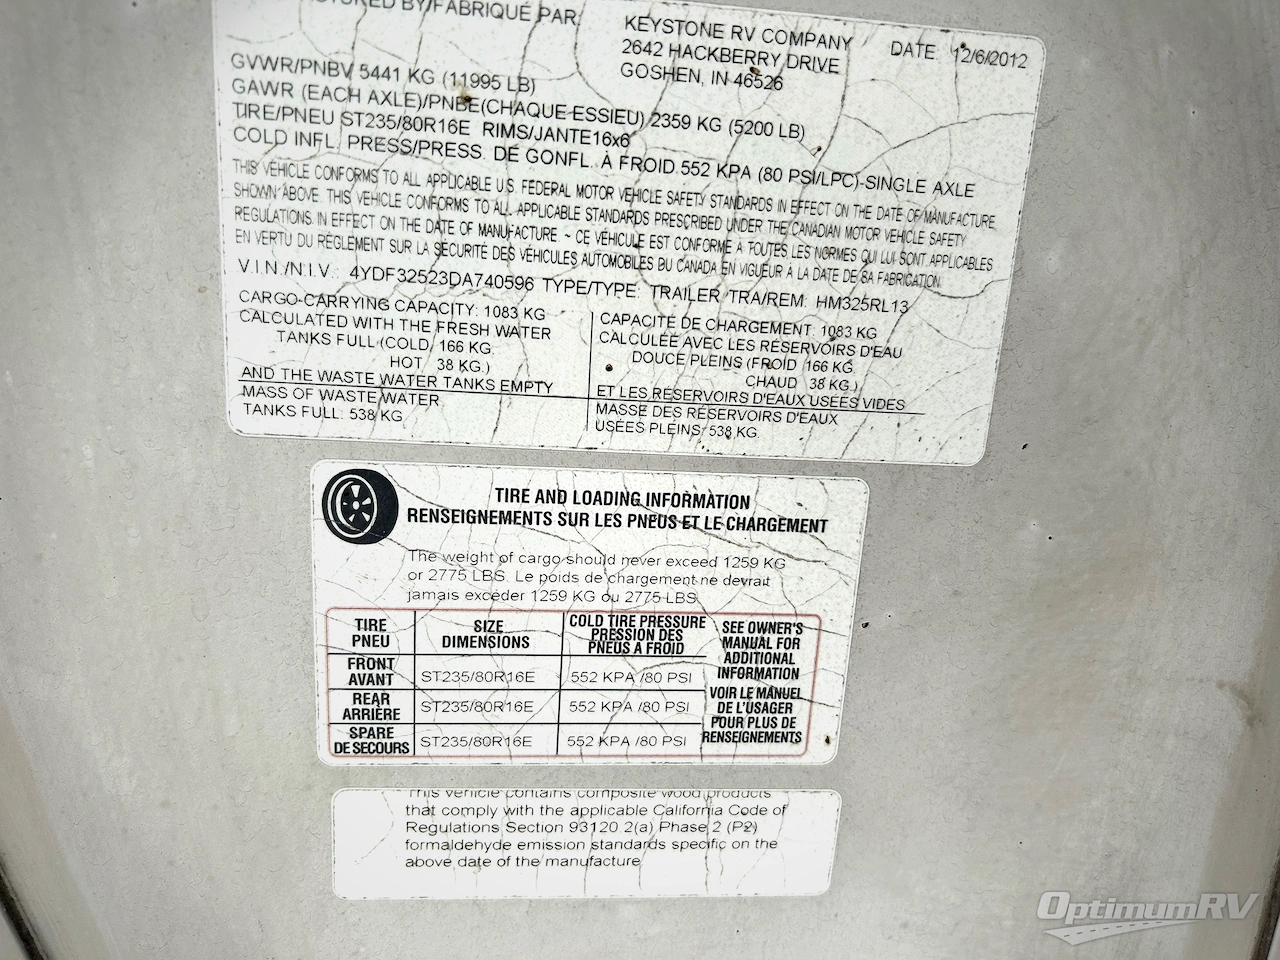 MANUFACTURED BY/FABRIQUÉ PAR:
KEYSTONE RV COMPANY
2642 HACKBERRY DRIVE
GOSHEN, IN 46526
DATE 12/6/2012
GVWR/PNBV 5441 KG (11995 LB)
GAWR (EACH AXLE)/PNBE(CHAQUE ESSIEU) 2359 KG (5200 LB)
TIRE/PNEU ST235/80R16E RIMS/JANTE16x6
COLD INFL. PRESS/PRESS. DE GONFL. À FROID 552 KPA (80 PSI/LPC)-SINGLE AXLE
THIS VEHICLE CONFORMS TO ALL APPLICABLE U.S. FEDERAL MOTOR VEHICLE SAFETY STANDARDS IN EFFECT ON THE DATE OF MANUFACTURE
SHOWN ABOVE. THIS VEHICLE CONFORMS TO ALL APPLICABLE STANDARDS PRESCRIBED UNDER THE CANADIAN MOTOR VEHICLE SAFETY
REGULATIONS IN EFFECT ON THE DATE OF MANUFACTURE ~ CE VÉHICULE EST CONFORME À TOUTES LES NORMES QUI LUI SONT APPLICABLES
EN VERTU DU RÈGLEMENT SUR LA SÉCURITÉ DES VÉHICULES AUTOMOBILES DU CANADA EN VIGUEUR À LA DATE DE SA FABRICATION.
V.I.N./N.I.V.: 4YDF32523DA740596 TYPE/TYPE: TRAILER TRA/REM: HM325RL13
CARGO-CARRYING CAPACITY: 1083 KG
CALCULATED WITH THE FRESH WATER
TANKS FULL (COLD, 166 KG.
HOT 38 KG.)
AND THE WASTE WATER TANKS EMPTY
MASS OF WASTE WATER
TANKS FULL: 538 KG.
CAPACITÉ DE CHARGEMENT: 1083 KG
CALCULÉE AVEC LES RÉSERVOIRS D'EAU
DOUCE PLEINS (FROID 166 KG.
CHAUD 38 KG.)
ET LES RÉSERVOIRS D'EAUX USÉES VIDES
MASSE DES RÉSERVOIRS D'EAUX
USÉES PLEINS: 538 KG.
TIRE AND LOADING INFORMATION
RENSEIGNEMENTS SUR LES PNEUS ET LE CHARGEMENT
The weight of cargo should never exceed 1259 KG
or 2775 LBS. Le poids de chargement ne devrait
jamais exceder 1259 KG ou 2775 LBS.
TIRE
PNEU
SIZE
DIMENSIONS
COLD TIRE PRESSURE
PRESSION DES
PNEUS A FROID
FRONT
AVANT
ST235/80R16E
552 KPA /80 PSI
REAR
ARRIÈRE
ST235/80R16E
552 KPA /80 PSI
SPARE
DE SECOURS
ST235/80R16E
552 KPA /80 PSI
SEE OWNER'S
MANUAL FOR
ADDITIONAL
INFORMATION
VOIR LE MANUEL
DE L'USAGER
POUR PLUS DE
RENSEIGNEMENTS
This vehicle contains composite wood products
that comply with the applicable California Code of
Regulations Section 93120.2(a) Phase 2 (P2)
formaldehyde emission standards specific on the
above date of the manufacture
OptimumRV